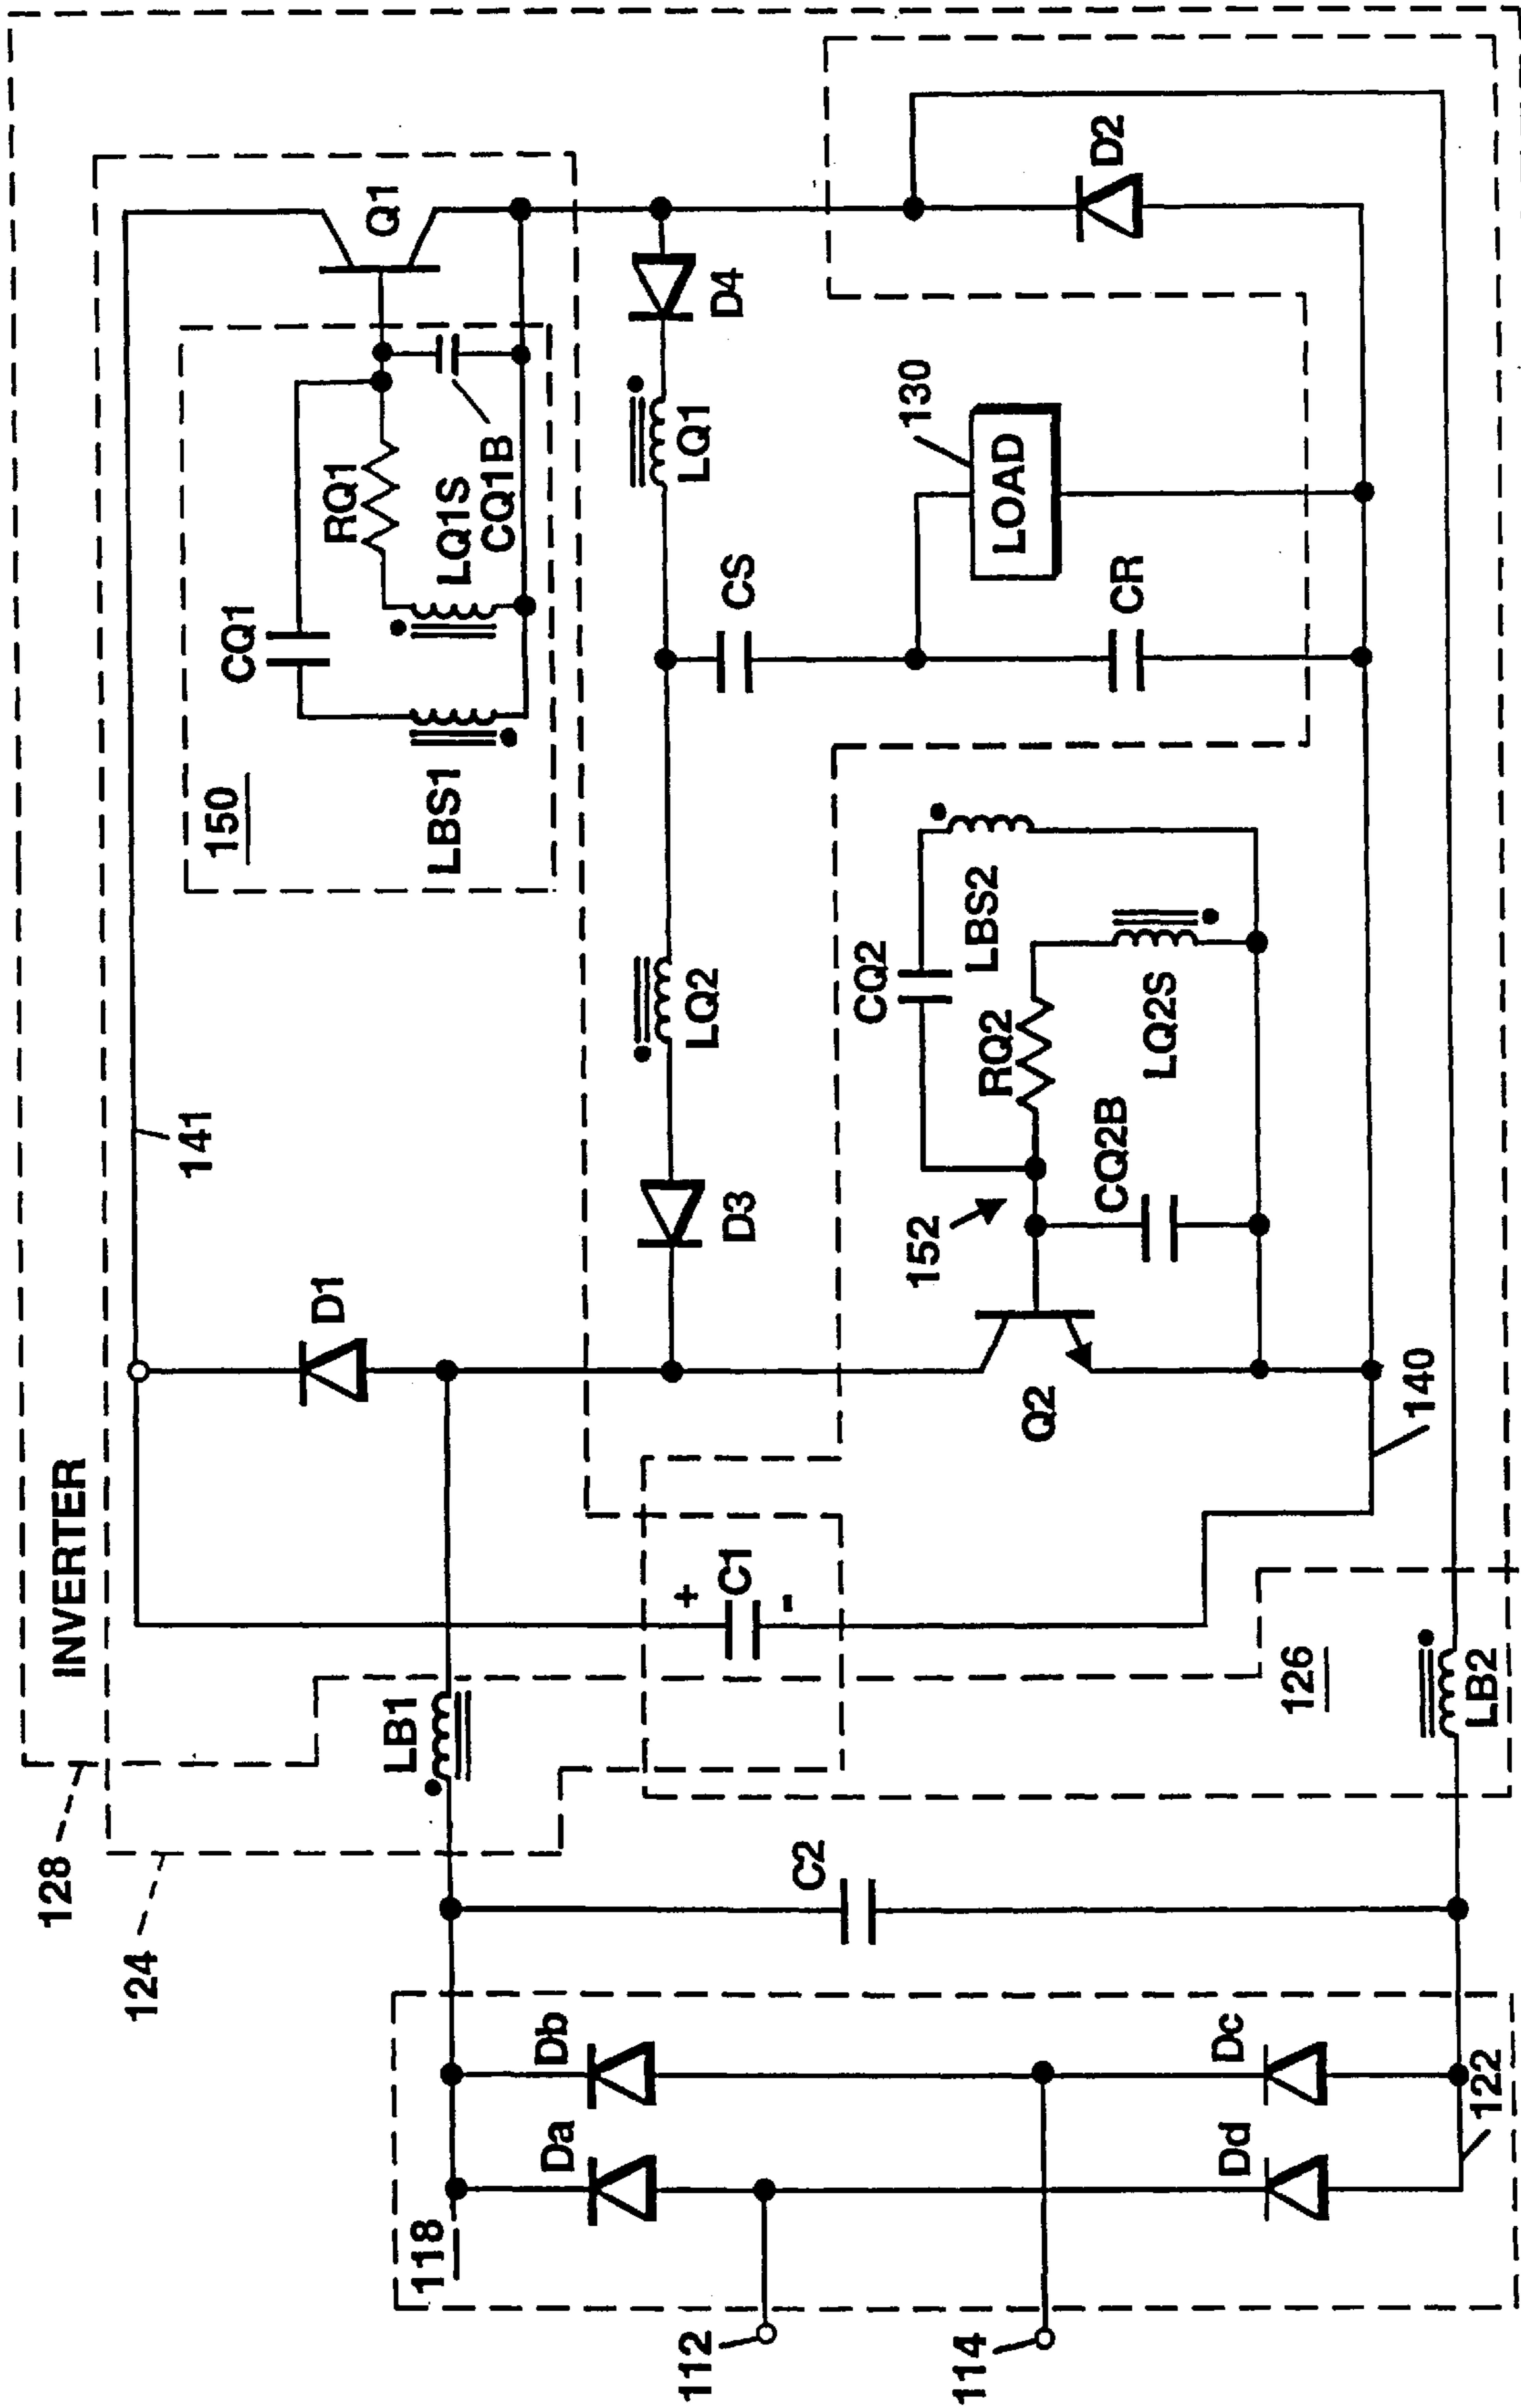 INVERTER
128
124
118
112
114
Da
Db
Dc
Dd
122
C2
LB1
LB2
126
C1
+
-
D1
141
140
Q2
D3
LQ2
152
CQ2
RQ2
CQ2B
LBS2
LQ2S
150
LBS1
CQ1
RQ1
LQ1S
CQ1B
Q1
LQ1
D4
CS
CR
130
LOAD
D2